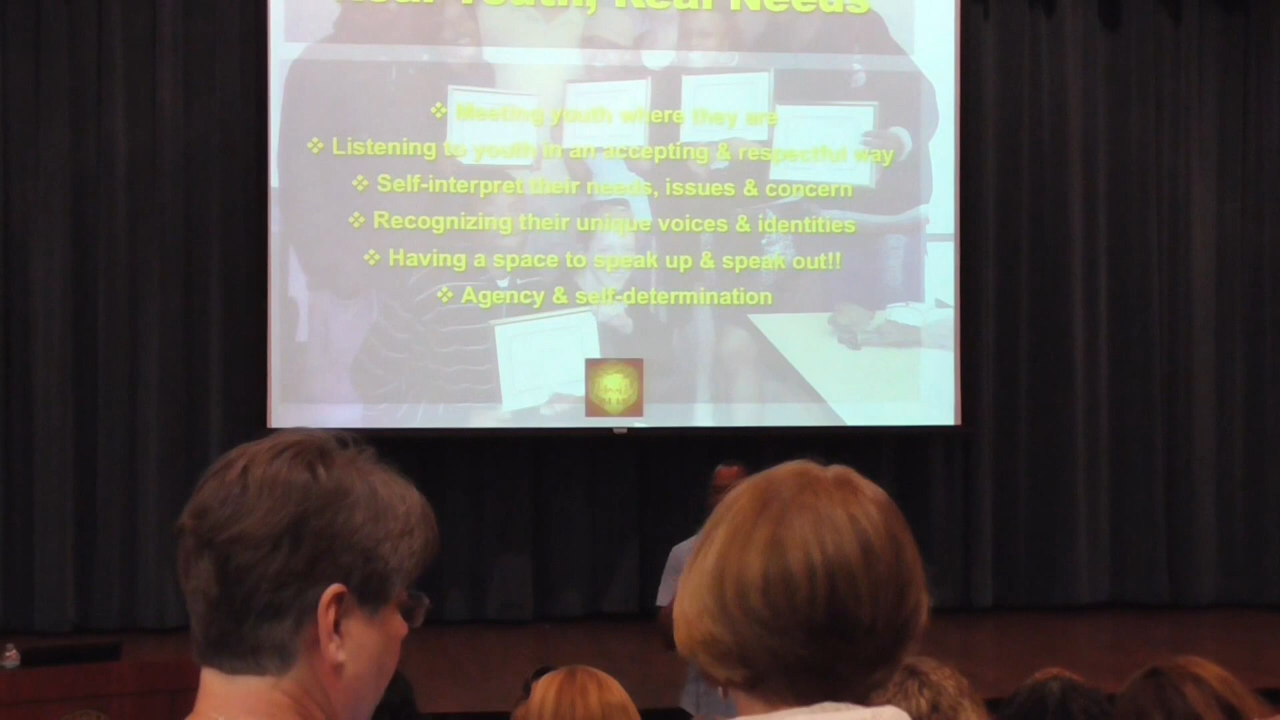 Real Youth, Real Needs
❖ Meeting youth where they are
❖ Listening to youth in an accepting & respectful way
❖ Self-interpret their needs, issues & concern
❖ Recognizing their unique voices & identities
❖ Having a space to speak up & speak out!!
❖ Agency & self-determination